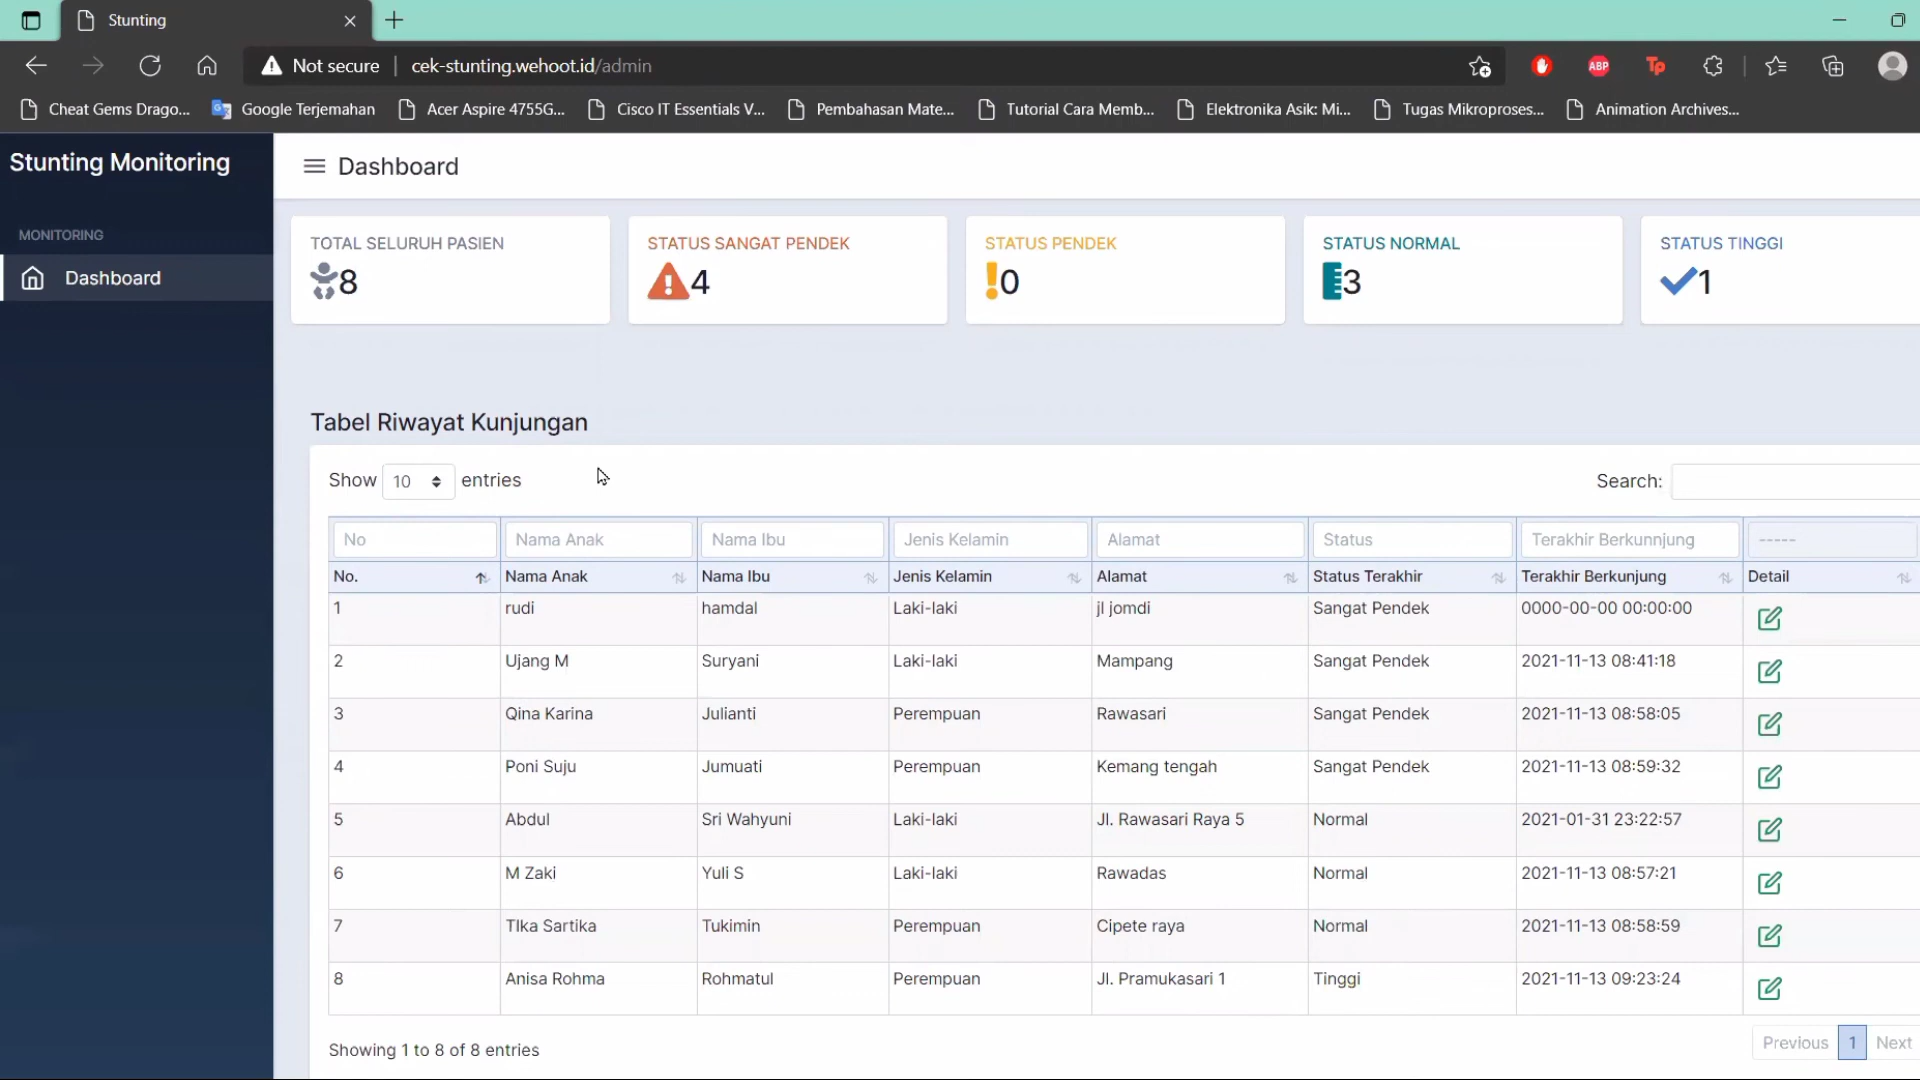 Stunting
Not secure cek-stunting.wehoot.id/admin
ABP
Tp
Cheat Gems Drago... Google Terjemahan Acer Aspire 4755G... Cisco IT Essentials V... Pembahasan Mate... Tutorial Cara Memb... Elektronika Asik: Mi... Tugas Mikroproses... Animation Archives...
Stunting Monitoring
Dashboard
MONITORING
Dashboard
TOTAL SELURUH PASIEN
8
STATUS SANGAT PENDEK
4
STATUS PENDEK
0
STATUS NORMAL
3
STATUS TINGGI
1
Tabel Riwayat Kunjungan
Show 10 entries
Search:
No Nama Anak Nama Ibu Jenis Kelamin Alamat Status Terakhir Berkunnjung -----
No. Nama Anak Nama Ibu Jenis Kelamin Alamat Status Terakhir Terakhir Berkunjung Detail
1 rudi hamdal Laki-laki jl jomdi Sangat Pendek 0000-00-00 00:00:00
2 Ujang M Suryani Laki-laki Mampang Sangat Pendek 2021-11-13 08:41:18
3 Qina Karina Julianti Perempuan Rawasari Sangat Pendek 2021-11-13 08:58:05
4 Poni Suju Jumuati Perempuan Kemang tengah Sangat Pendek 2021-11-13 08:59:32
5 Abdul Sri Wahyuni Laki-laki Jl. Rawasari Raya 5 Normal 2021-01-31 23:22:57
6 M Zaki Yuli S Laki-laki Rawadas Normal 2021-11-13 08:57:21
7 TIka Sartika Tukimin Perempuan Cipete raya Normal 2021-11-13 08:58:59
8 Anisa Rohma Rohmatul Perempuan Jl. Pramukasari 1 Tinggi 2021-11-13 09:23:24
Showing 1 to 8 of 8 entries
Previous 1 Next